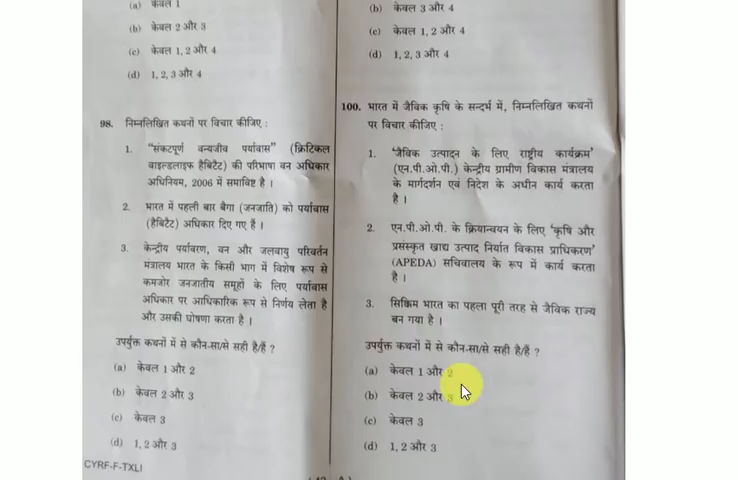 (a) केवल 1
(b) केवल 2 और 3
(c) केवल 1, 2 और 4
(d) 1, 2, 3 और 4
98. निम्नलिखित कथनों पर विचार कीजिए :
1. “संकटपूर्ण वन्यजीव पर्यावास” (क्रिटिकल
वाइल्डलाइफ हैबिटैट) की परिभाषा वन अधिकार
अधिनियम, 2006 में समाविष्ट है ।
2. भारत में पहली बार बैगा (जनजाति) को पर्यावास
(हैबिटैट) अधिकार दिए गए हैं ।
3. केन्द्रीय पर्यावरण, वन और जलवायु परिवर्तन
मंत्रालय भारत के किसी भाग में विशेष रूप से
कमज़ोर जनजातीय समूहों के लिए पर्यावास
अधिकार पर आधिकारिक रूप से निर्णय लेता है
और उसकी घोषणा करता है ।
उपर्युक्त कथनों में से कौन-सा/से सही है/हैं ?
(a) केवल 1 और 2
(b) केवल 2 और 3
(c) केवल 3
(d) 1, 2 और 3
CYRF-F-TXLI
(b) केवल 3 और 4
(c) केवल 1, 2 और 4
(d) 1, 2, 3 और 4
100. भारत में जैविक कृषि के सन्दर्भ में, निम्नलिखित कथनों
पर विचार कीजिए :
1. ‘जैविक उत्पादन के लिए राष्ट्रीय कार्यक्रम’
(एन.पी.ओ.पी.) केन्द्रीय ग्रामीण विकास मंत्रालय
के मार्गदर्शन एवं निदेश के अधीन कार्य करता
है ।
2. एन.पी.ओ.पी. के क्रियान्वयन के लिए ‘कृषि और
प्रसंस्कृत खाद्य उत्पाद निर्यात विकास प्राधिकरण’
(APEDA) सचिवालय के रूप में कार्य करता
है ।
3. सिक्किम भारत का पहला पूरी तरह से जैविक राज्य
बन गया है ।
उपर्युक्त कथनों में से कौन-सा/से सही है/हैं ?
(a) केवल 1 और 2
(b) केवल 2 और 3
(c) केवल 3
(d) 1, 2 और 3